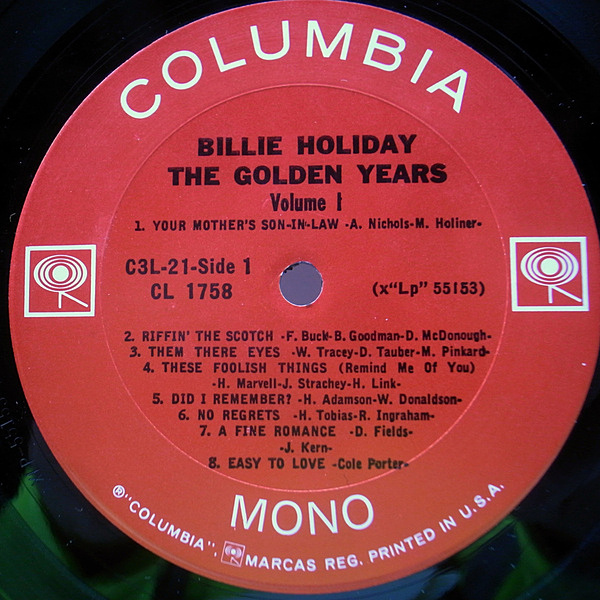 COLUMBIA
BILLIE HOLIDAY
THE GOLDEN YEARS
Volume 1
1. YOUR MOTHER'S SON-IN-LAW -A. Nichols-M. Holiner-
C3L-21-Side 1
CL 1758
(x"Lp" 55153)
2. RIFFIN' THE SCOTCH -F. Buck-B. Goodman-D. McDonough-
3. THEM THERE EYES -W. Tracey-D. Tauber-M. Pinkard-
4. THESE FOOLISH THINGS (Remind Me Of You)
-H. Marvell-J. Strachey-H. Link-
5. DID I REMEMBER? -H. Adamson-W. Donaldson-
6. NO REGRETS -H. Tobias-R. Ingraham-
7. A FINE ROMANCE -D. Fields-
-J. Kern-
8. EASY TO LOVE -Cole Porter-
MONO
®"COLUMBIA", MARCAS REG. PRINTED IN U.S.A.